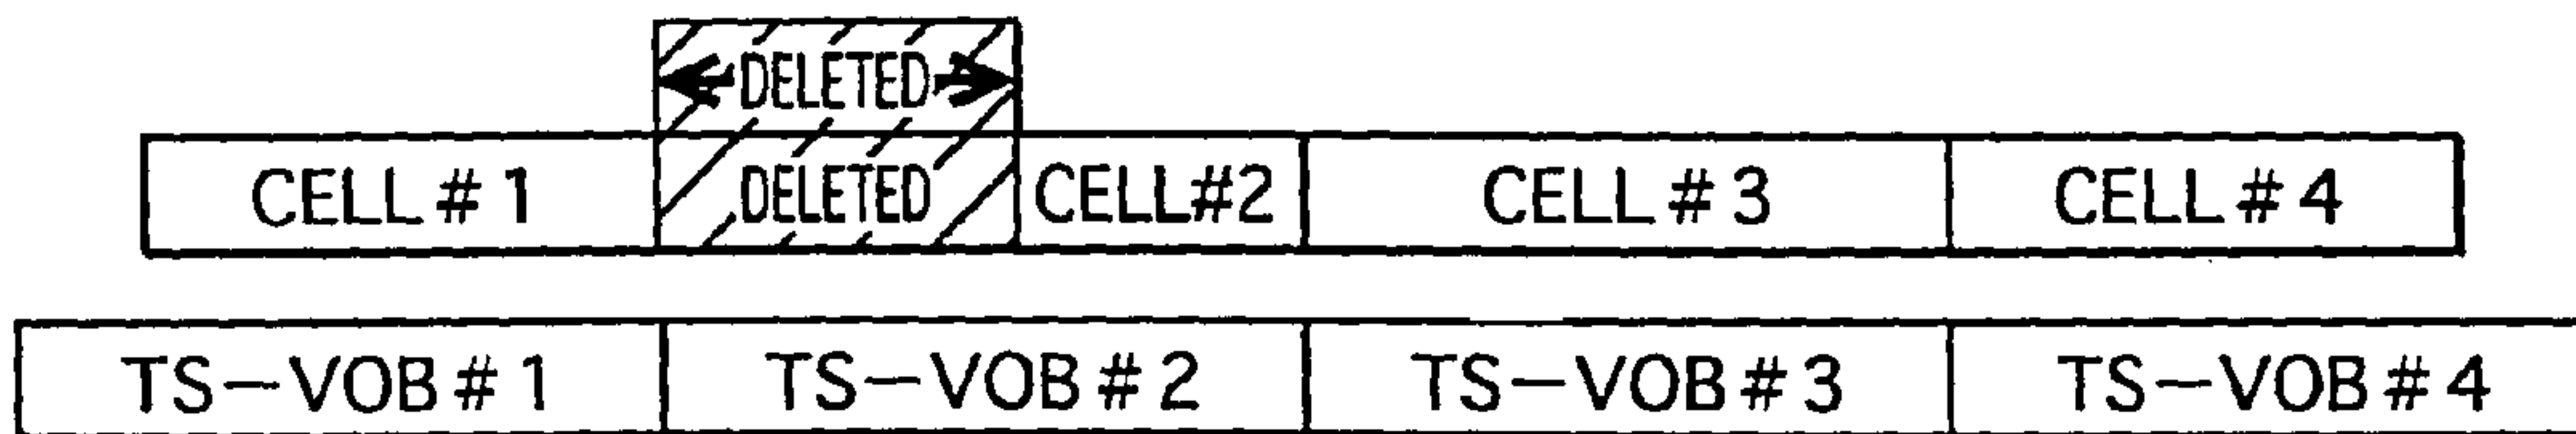 DELETED
CELL#1 DELETED CELL#2 CELL#3 CELL#4
TS-VOB#1 TS-VOB#2 TS-VOB#3 TS-VOB#4